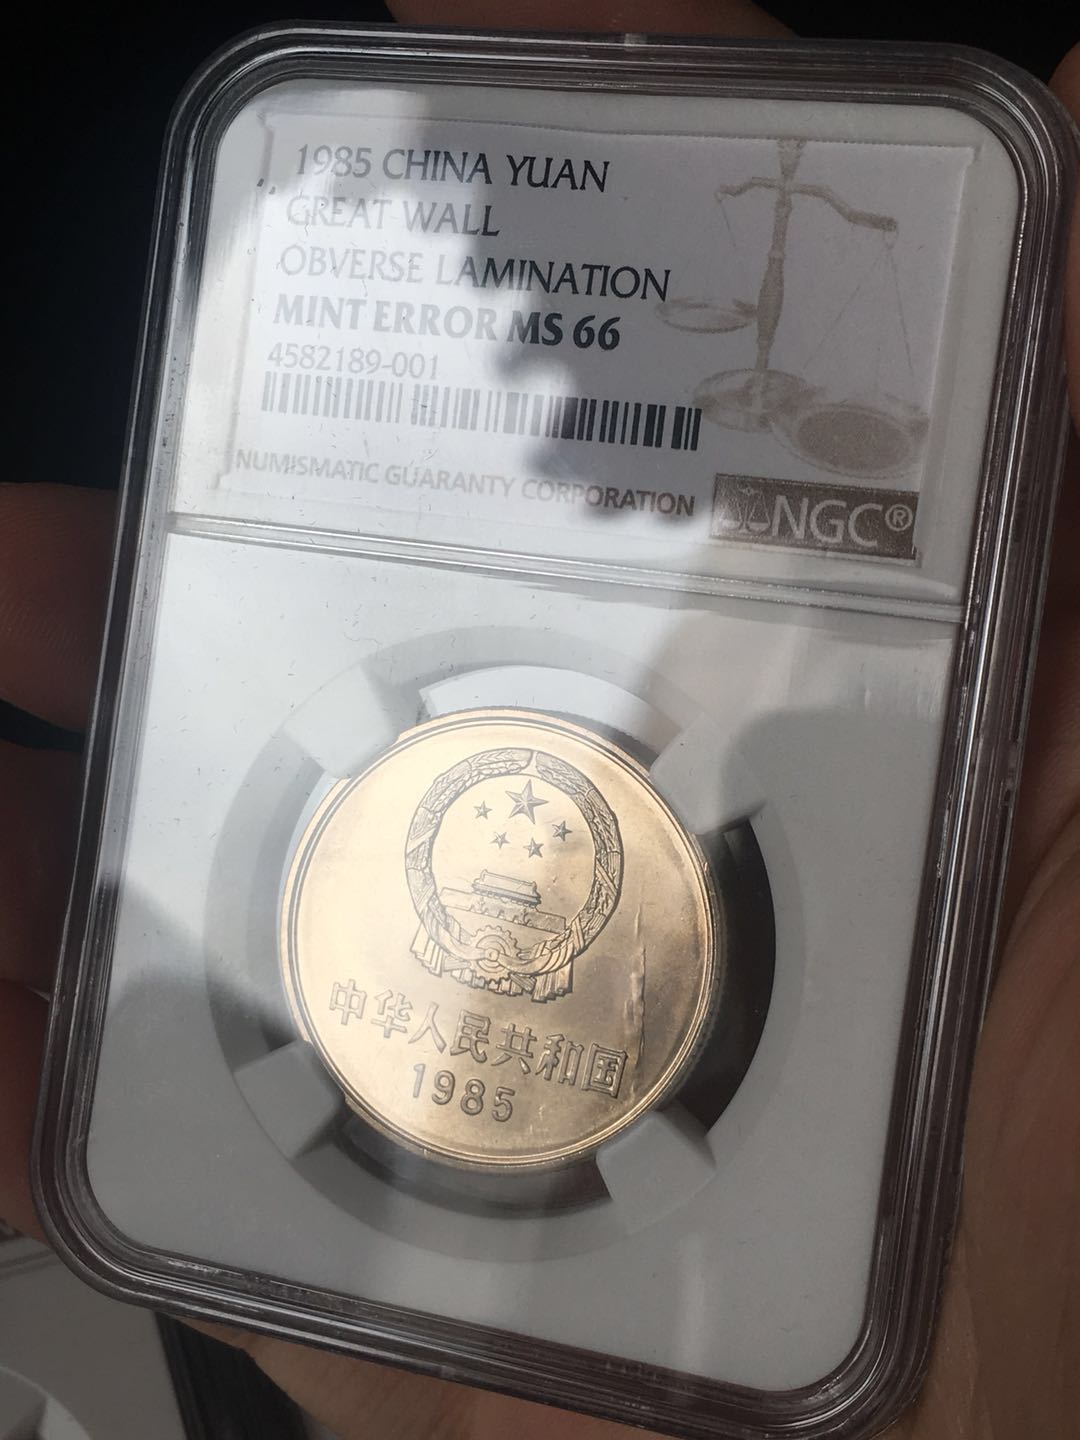 1985 CHINA YUAN
GREAT WALL
OBVERSE LAMINATION
MINT ERROR MS 66
4582189-001
NUMISMATIC GUARANTY CORPORATION
NGC®
中华人民共和国
1985